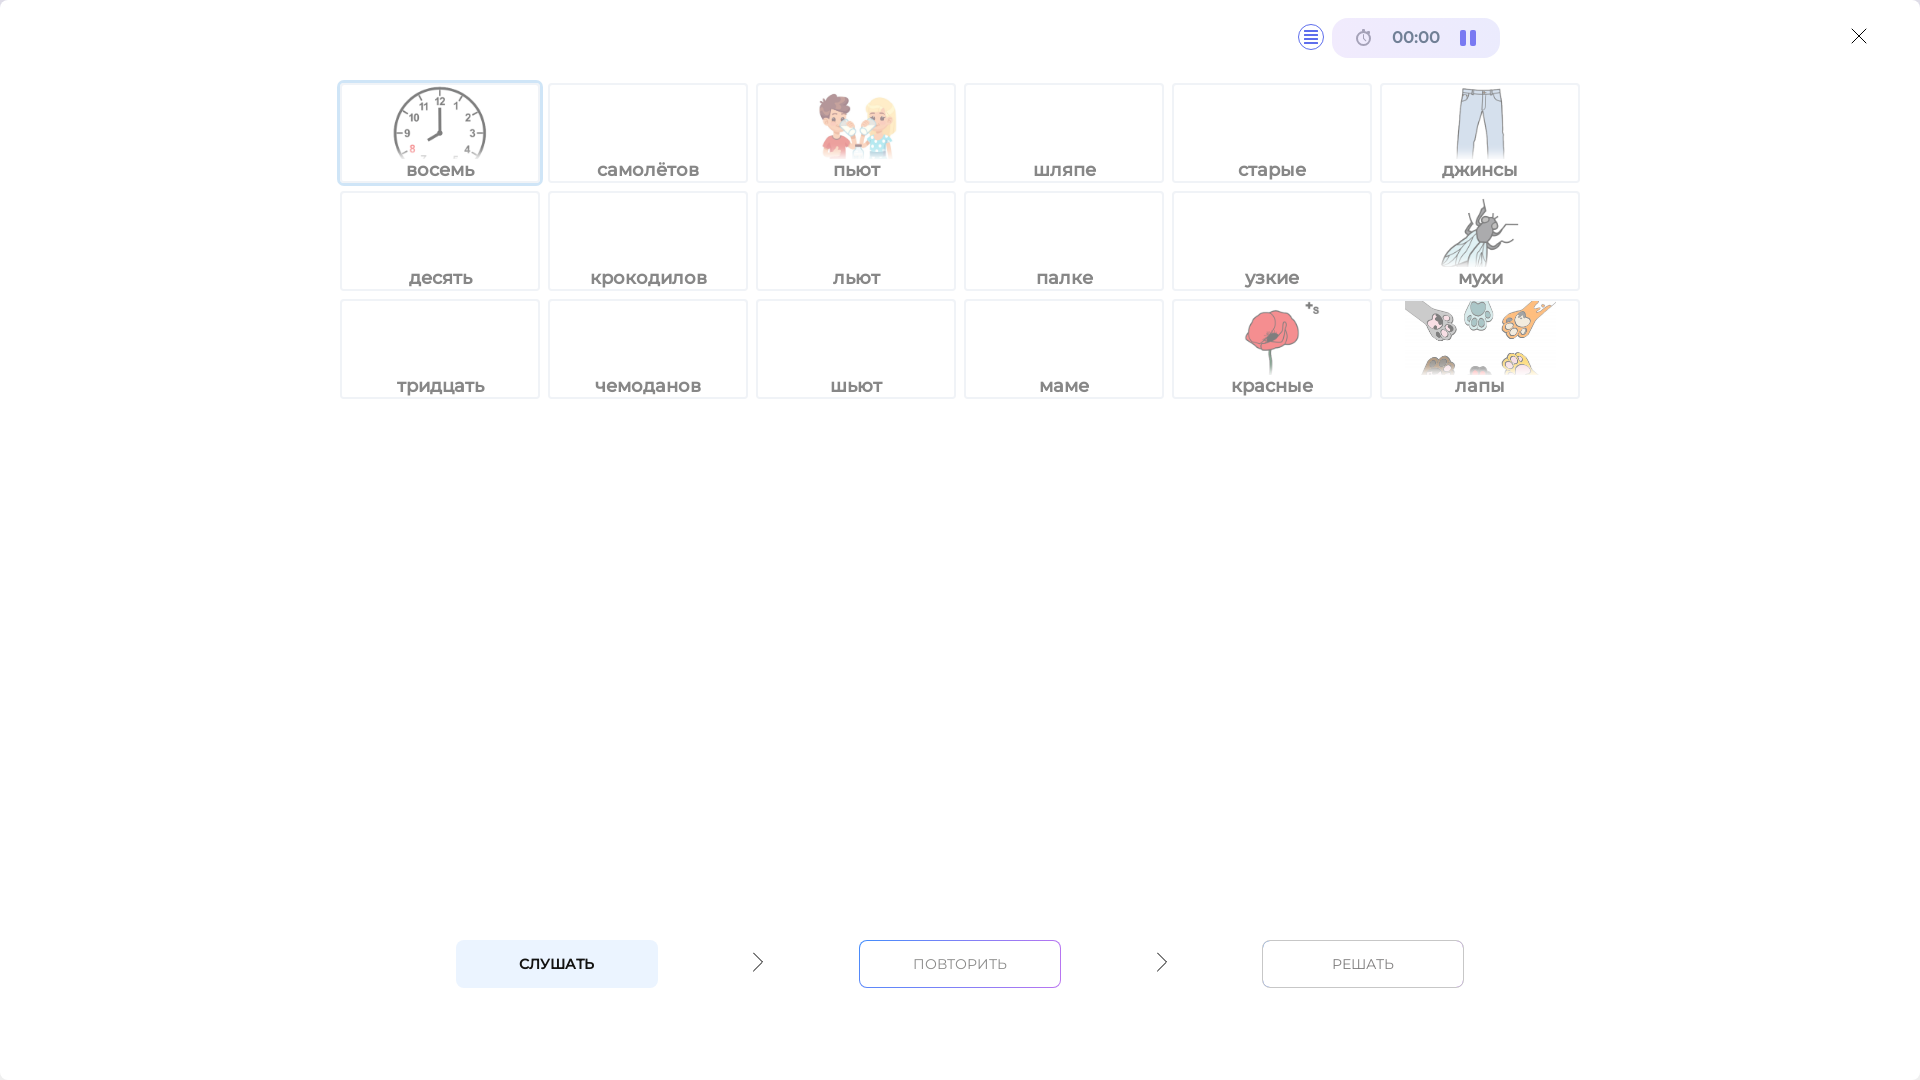 00:00
восемь самолётов пьют шляпе старые джинсы
десять крокодилов льют палке узкие мухи
тридцать чемоданов шьют маме красные лапы
СЛУШАТЬ ПОВТОРИТЬ РЕШАТЬ